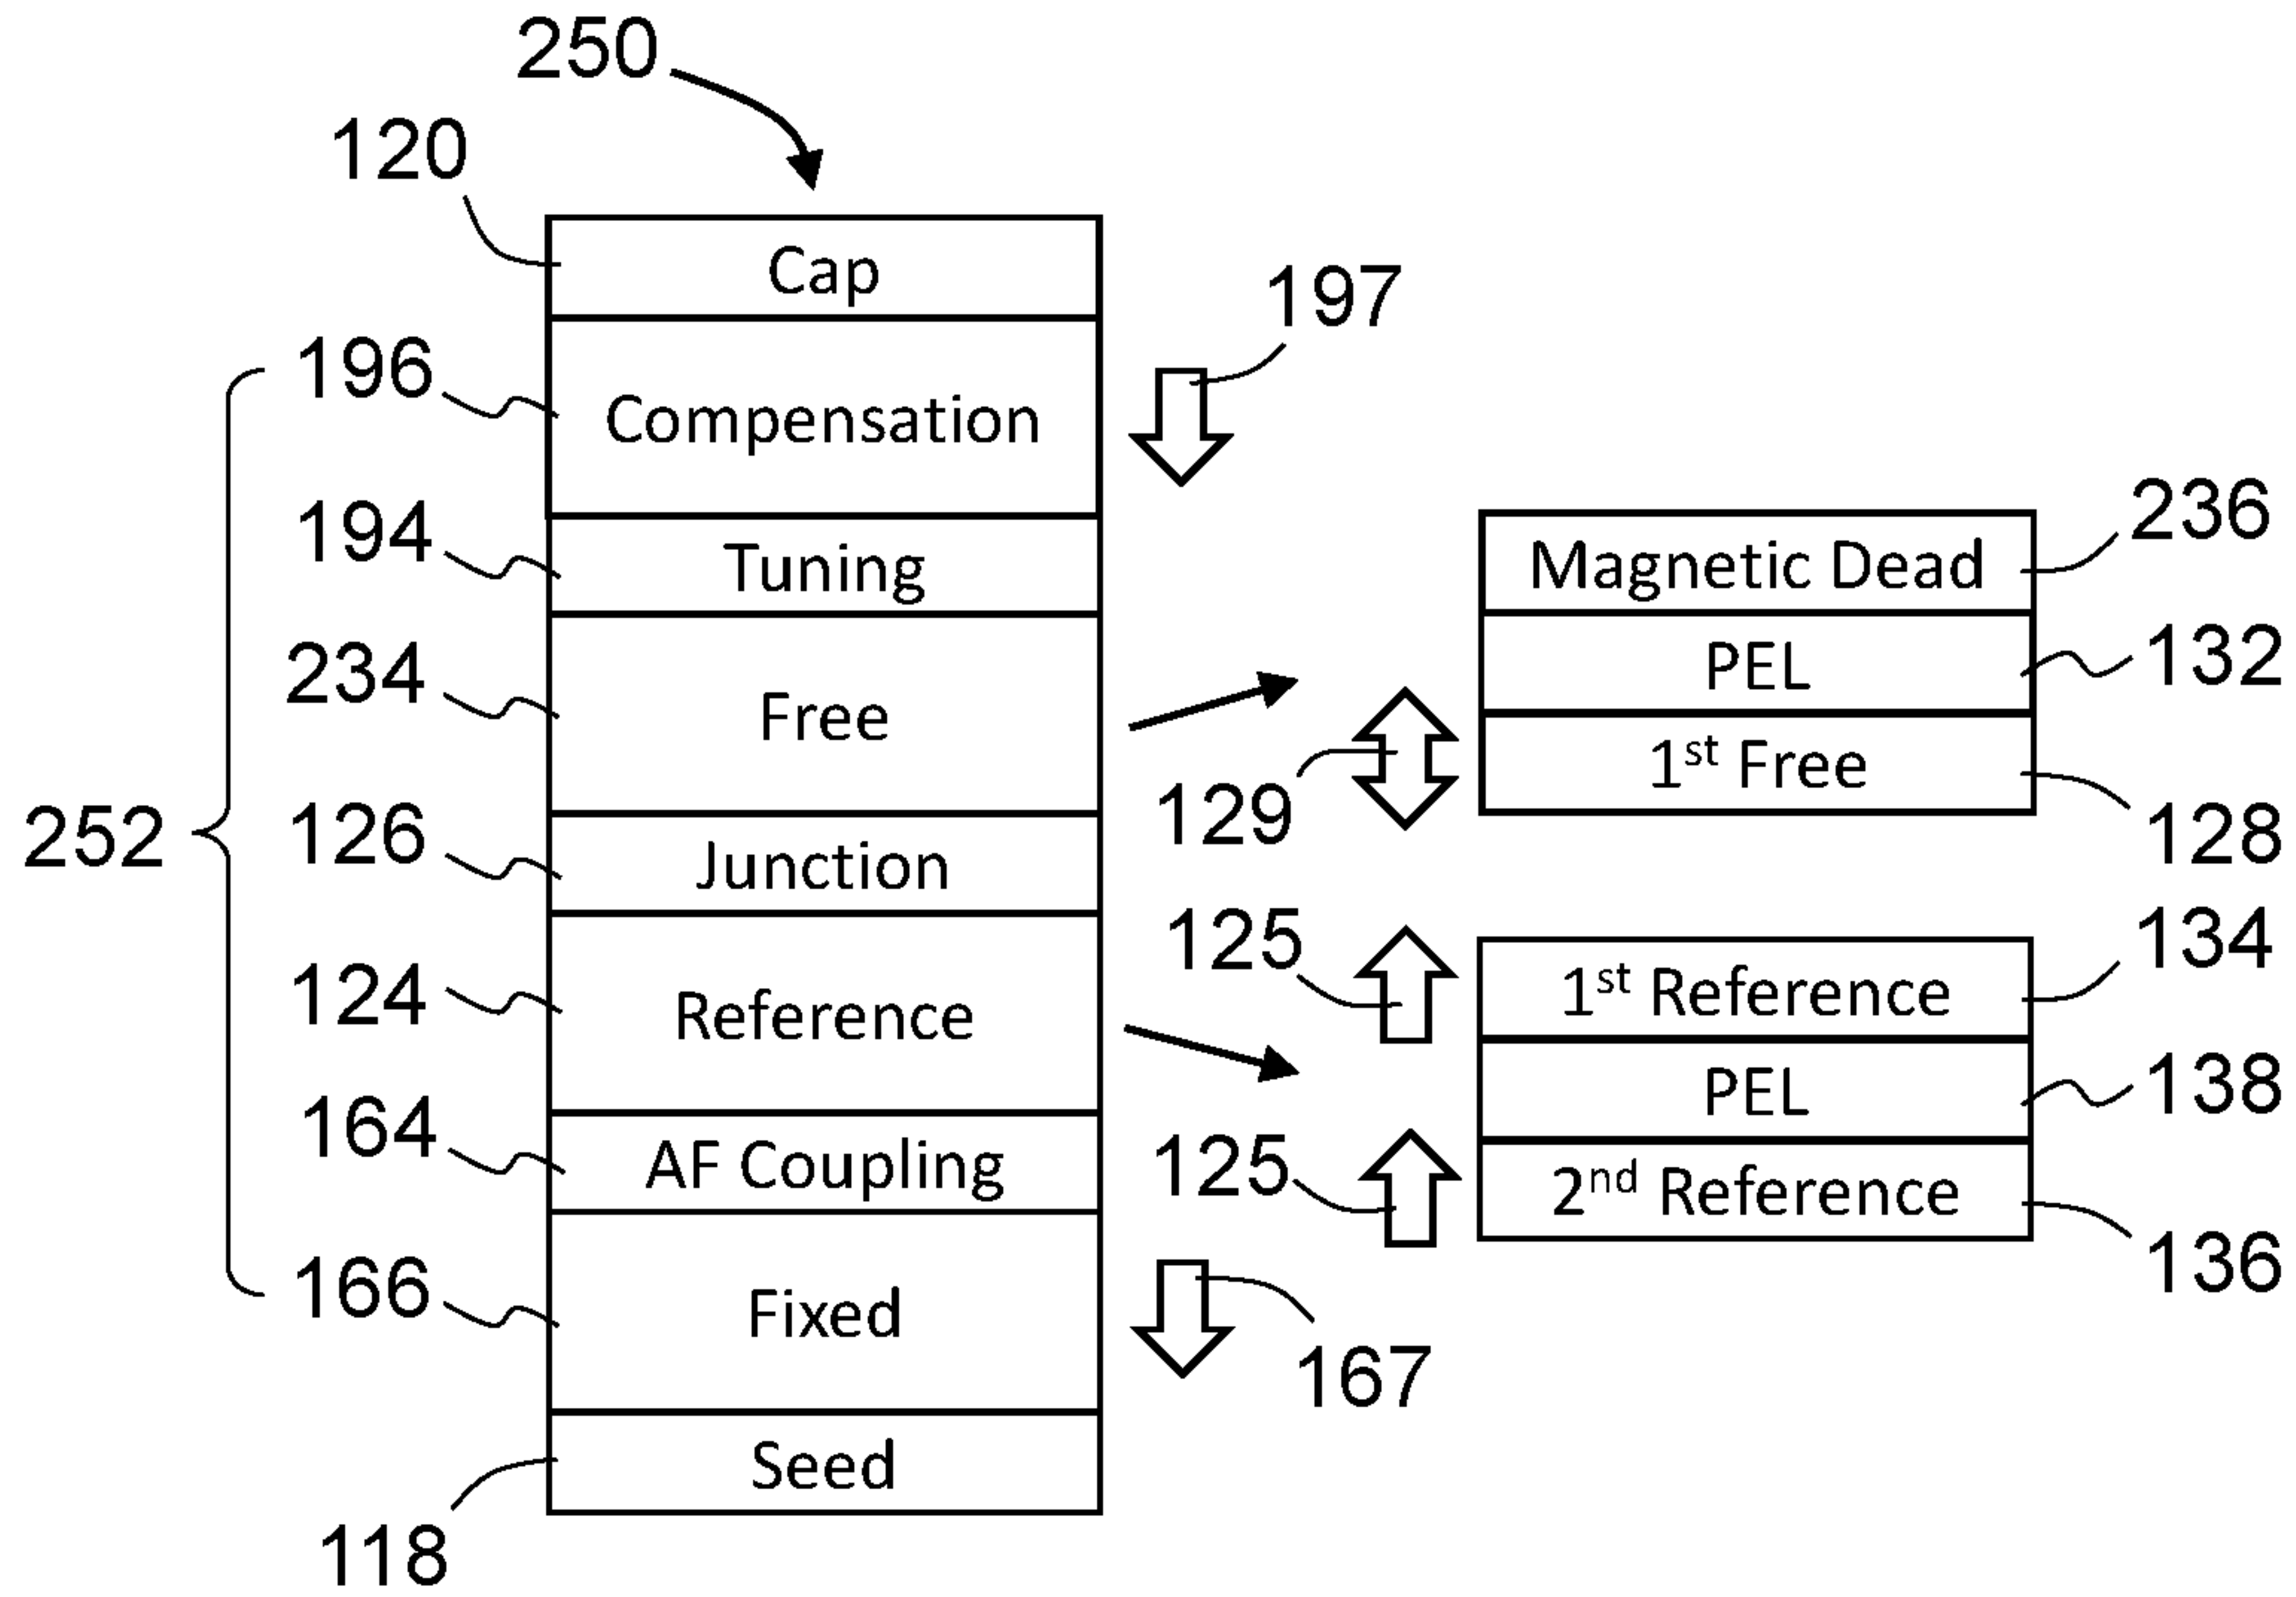 250
120
Cap
197
196
Compensation
194
Tuning
236
Magnetic Dead
234
Free
132
PEL
129
1st Free
128
252
126
Junction
125
134
1st Reference
124
Reference
138
PEL
164
AF Coupling
125
2nd Reference
136
166
Fixed
167
Seed
118